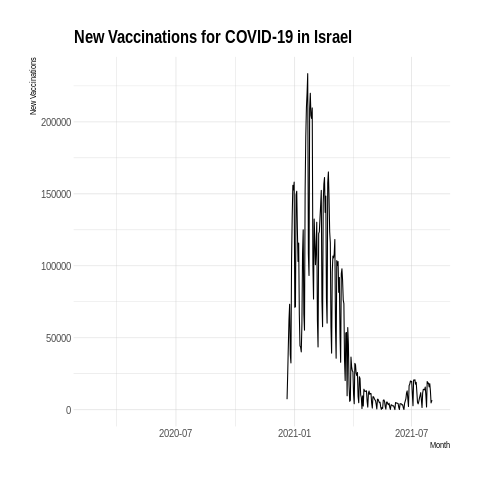 New Vaccinations for COVID-19 in Israel
New Vaccinations
200000
150000
100000
50000
0
2020-07
2021-01
2021-07
Month